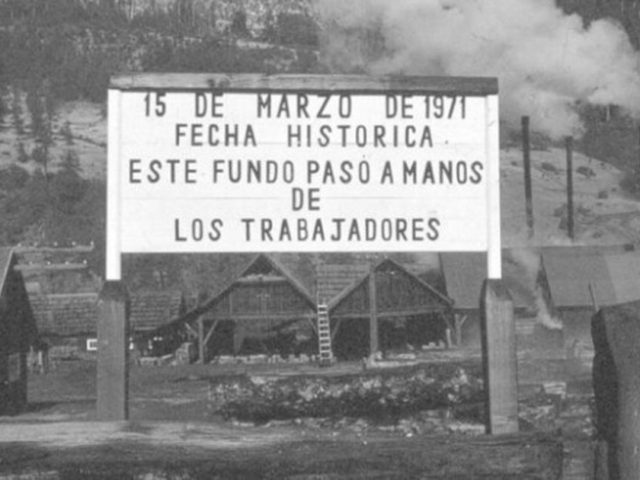 15 DE MARZO DE 1971
FECHA HISTORICA.
ESTE FUNDO PASÓ A MANOS
DE
LOS TRABAJADORES